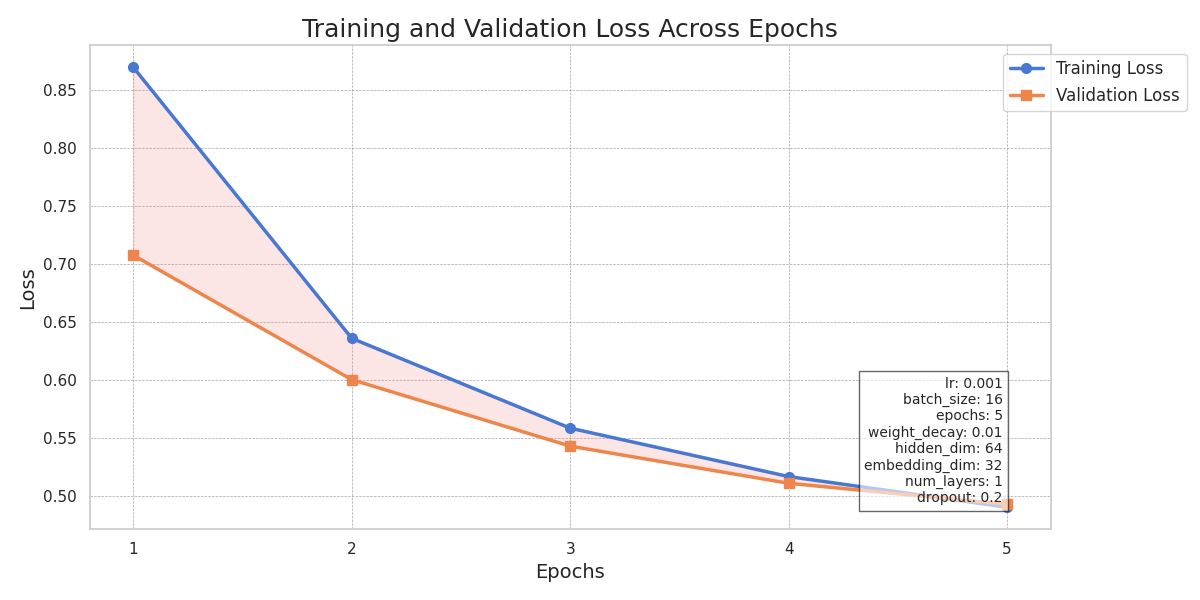 Training and Validation Loss Across Epochs
Training Loss
Validation Loss
Loss
0.85
0.80
0.75
0.70
0.65
0.60
0.55
0.50
lr: 0.001
batch_size: 16
epochs: 5
weight_decay: 0.01
hidden_dim: 64
embedding_dim: 32
num_layers: 1
dropout: 0.2
1 2 3 4 5
Epochs